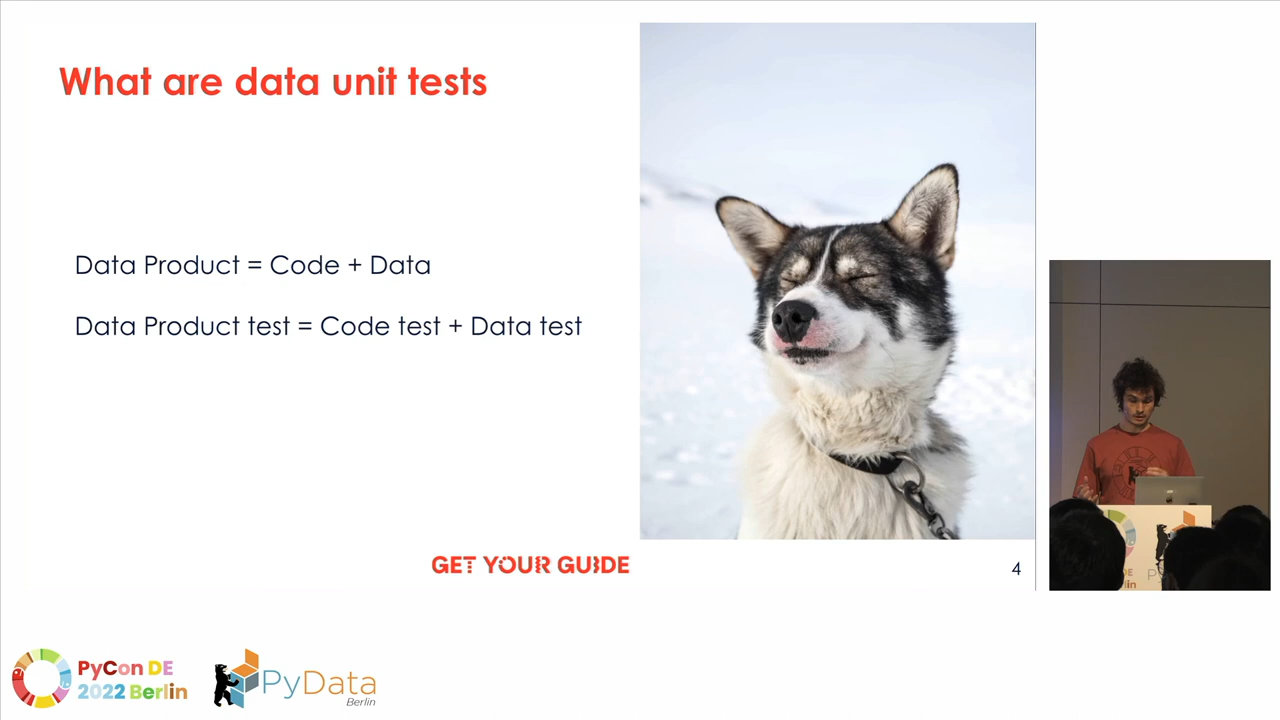 What are data unit tests
Data Product = Code + Data
Data Product test = Code test + Data test
GET YOUR GUIDE
4
PyCon DE
2022 Berlin
PyData
Berlin